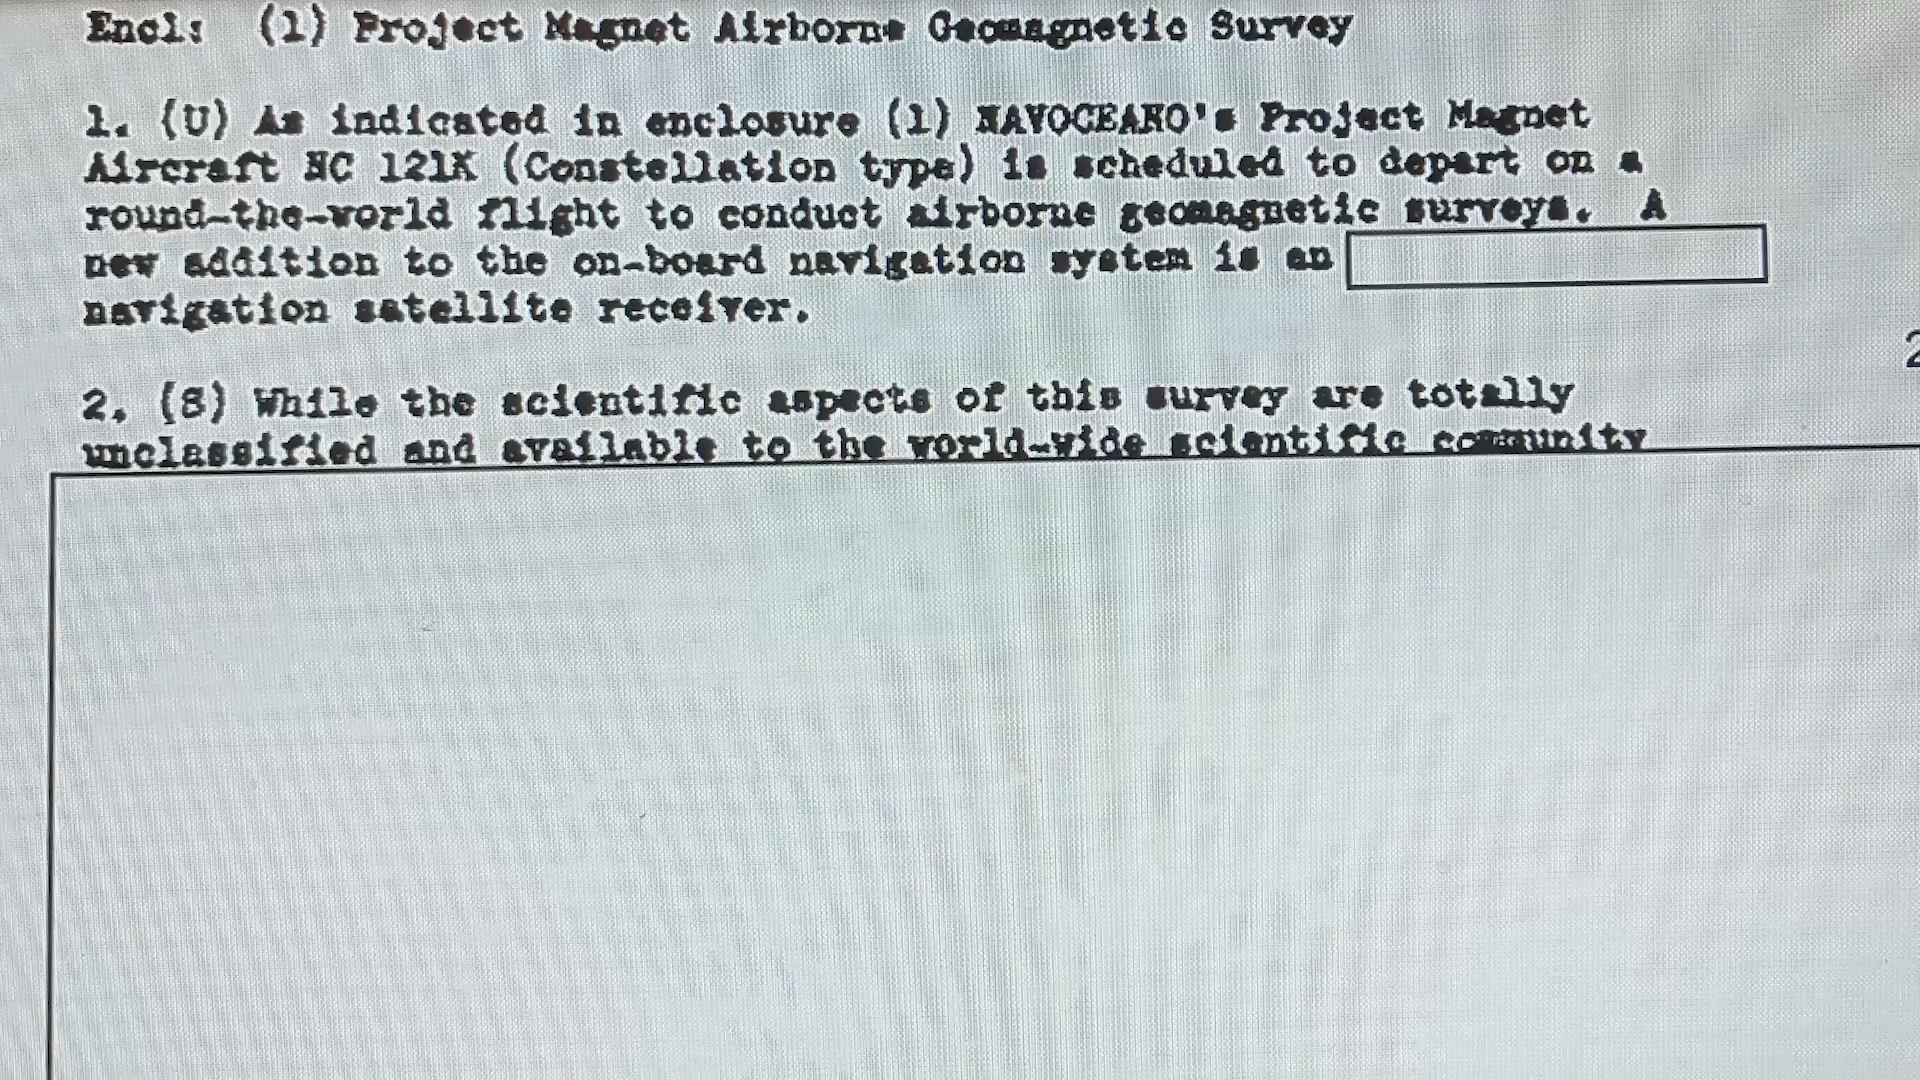 Encl: (1) Project Magnet Airborne Geomagnetic Survey
1. (U) As indicated in enclosure (1) NAVOCEANO's Project Magnet
Aircraft NC 121K (Constellation type) is scheduled to depart on a
round-the-world flight to conduct airborne geomagnetic surveys. A
new addition to the on-board navigation system is an
navigation satellite receiver.
2. (S) While the scientific aspects of this survey are totally
unclassified and available to the world-wide scientific community